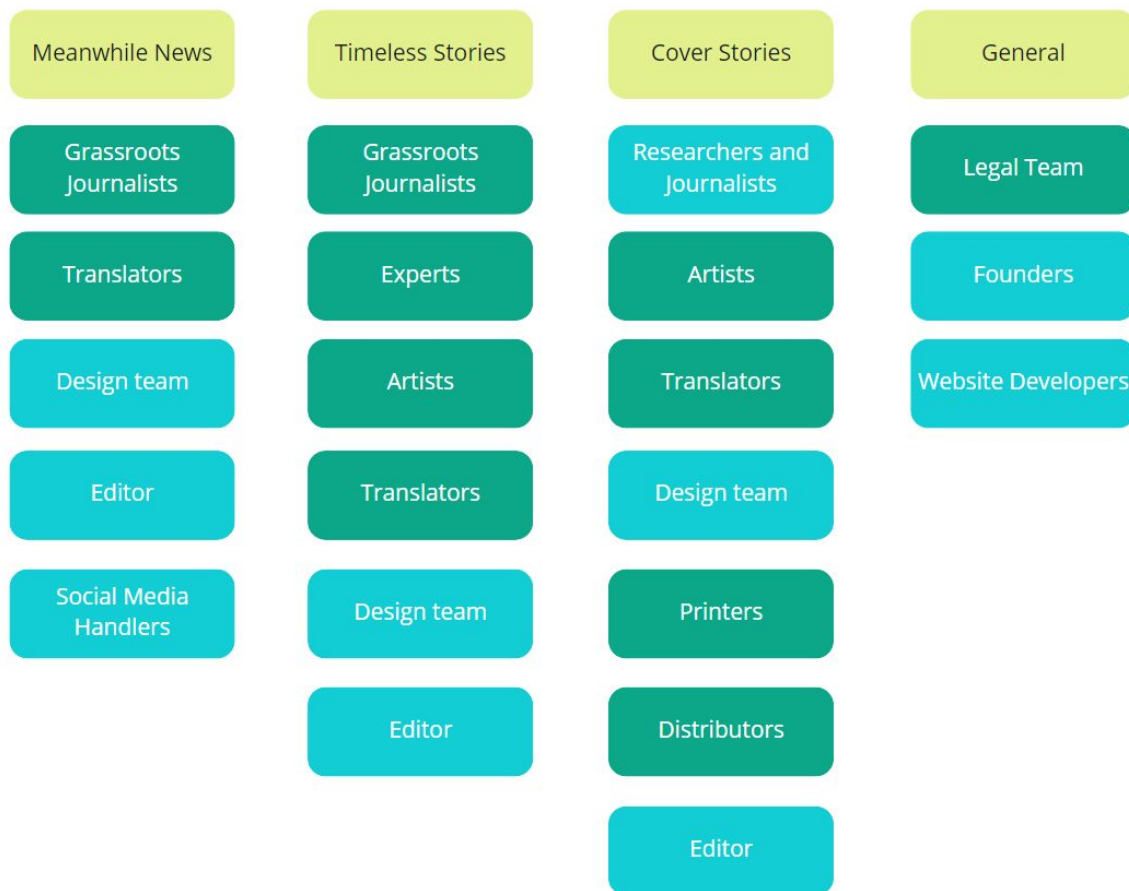 Meanwhile News
Timeless Stories
Cover Stories
General
Grassroots
Journalists
Grassroots
Journalists
Researchers and
Journalists
Legal Team
Translators
Experts
Artists
Founders
Design team
Artists
Translators
Website Developers
Editor
Translators
Design team
Social Media
Handlers
Design team
Printers
Editor
Distributors
Editor